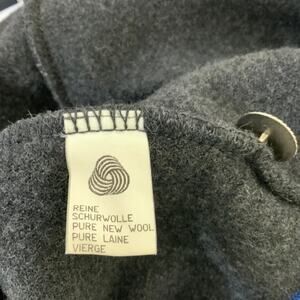 REINE
SCHURWOLLE
PURE NEW WOOL
PURE LAINE
VIERGE